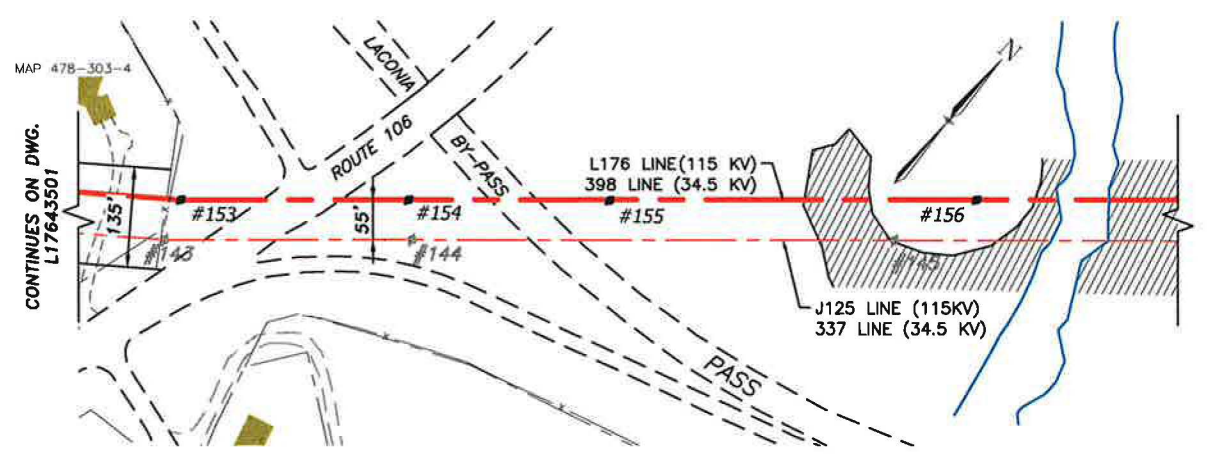 MAP 478-303-4
CONTINUES ON DWG.
L17643501
135'
#153
#143
ROUTE 106
LACONIA
BY-PASS
PASS
55'
#154
#144
#155
L176 LINE(115 KV)
398 LINE (34.5 KV)
#156
#145
N
J125 LINE (115KV)
337 LINE (34.5 KV)